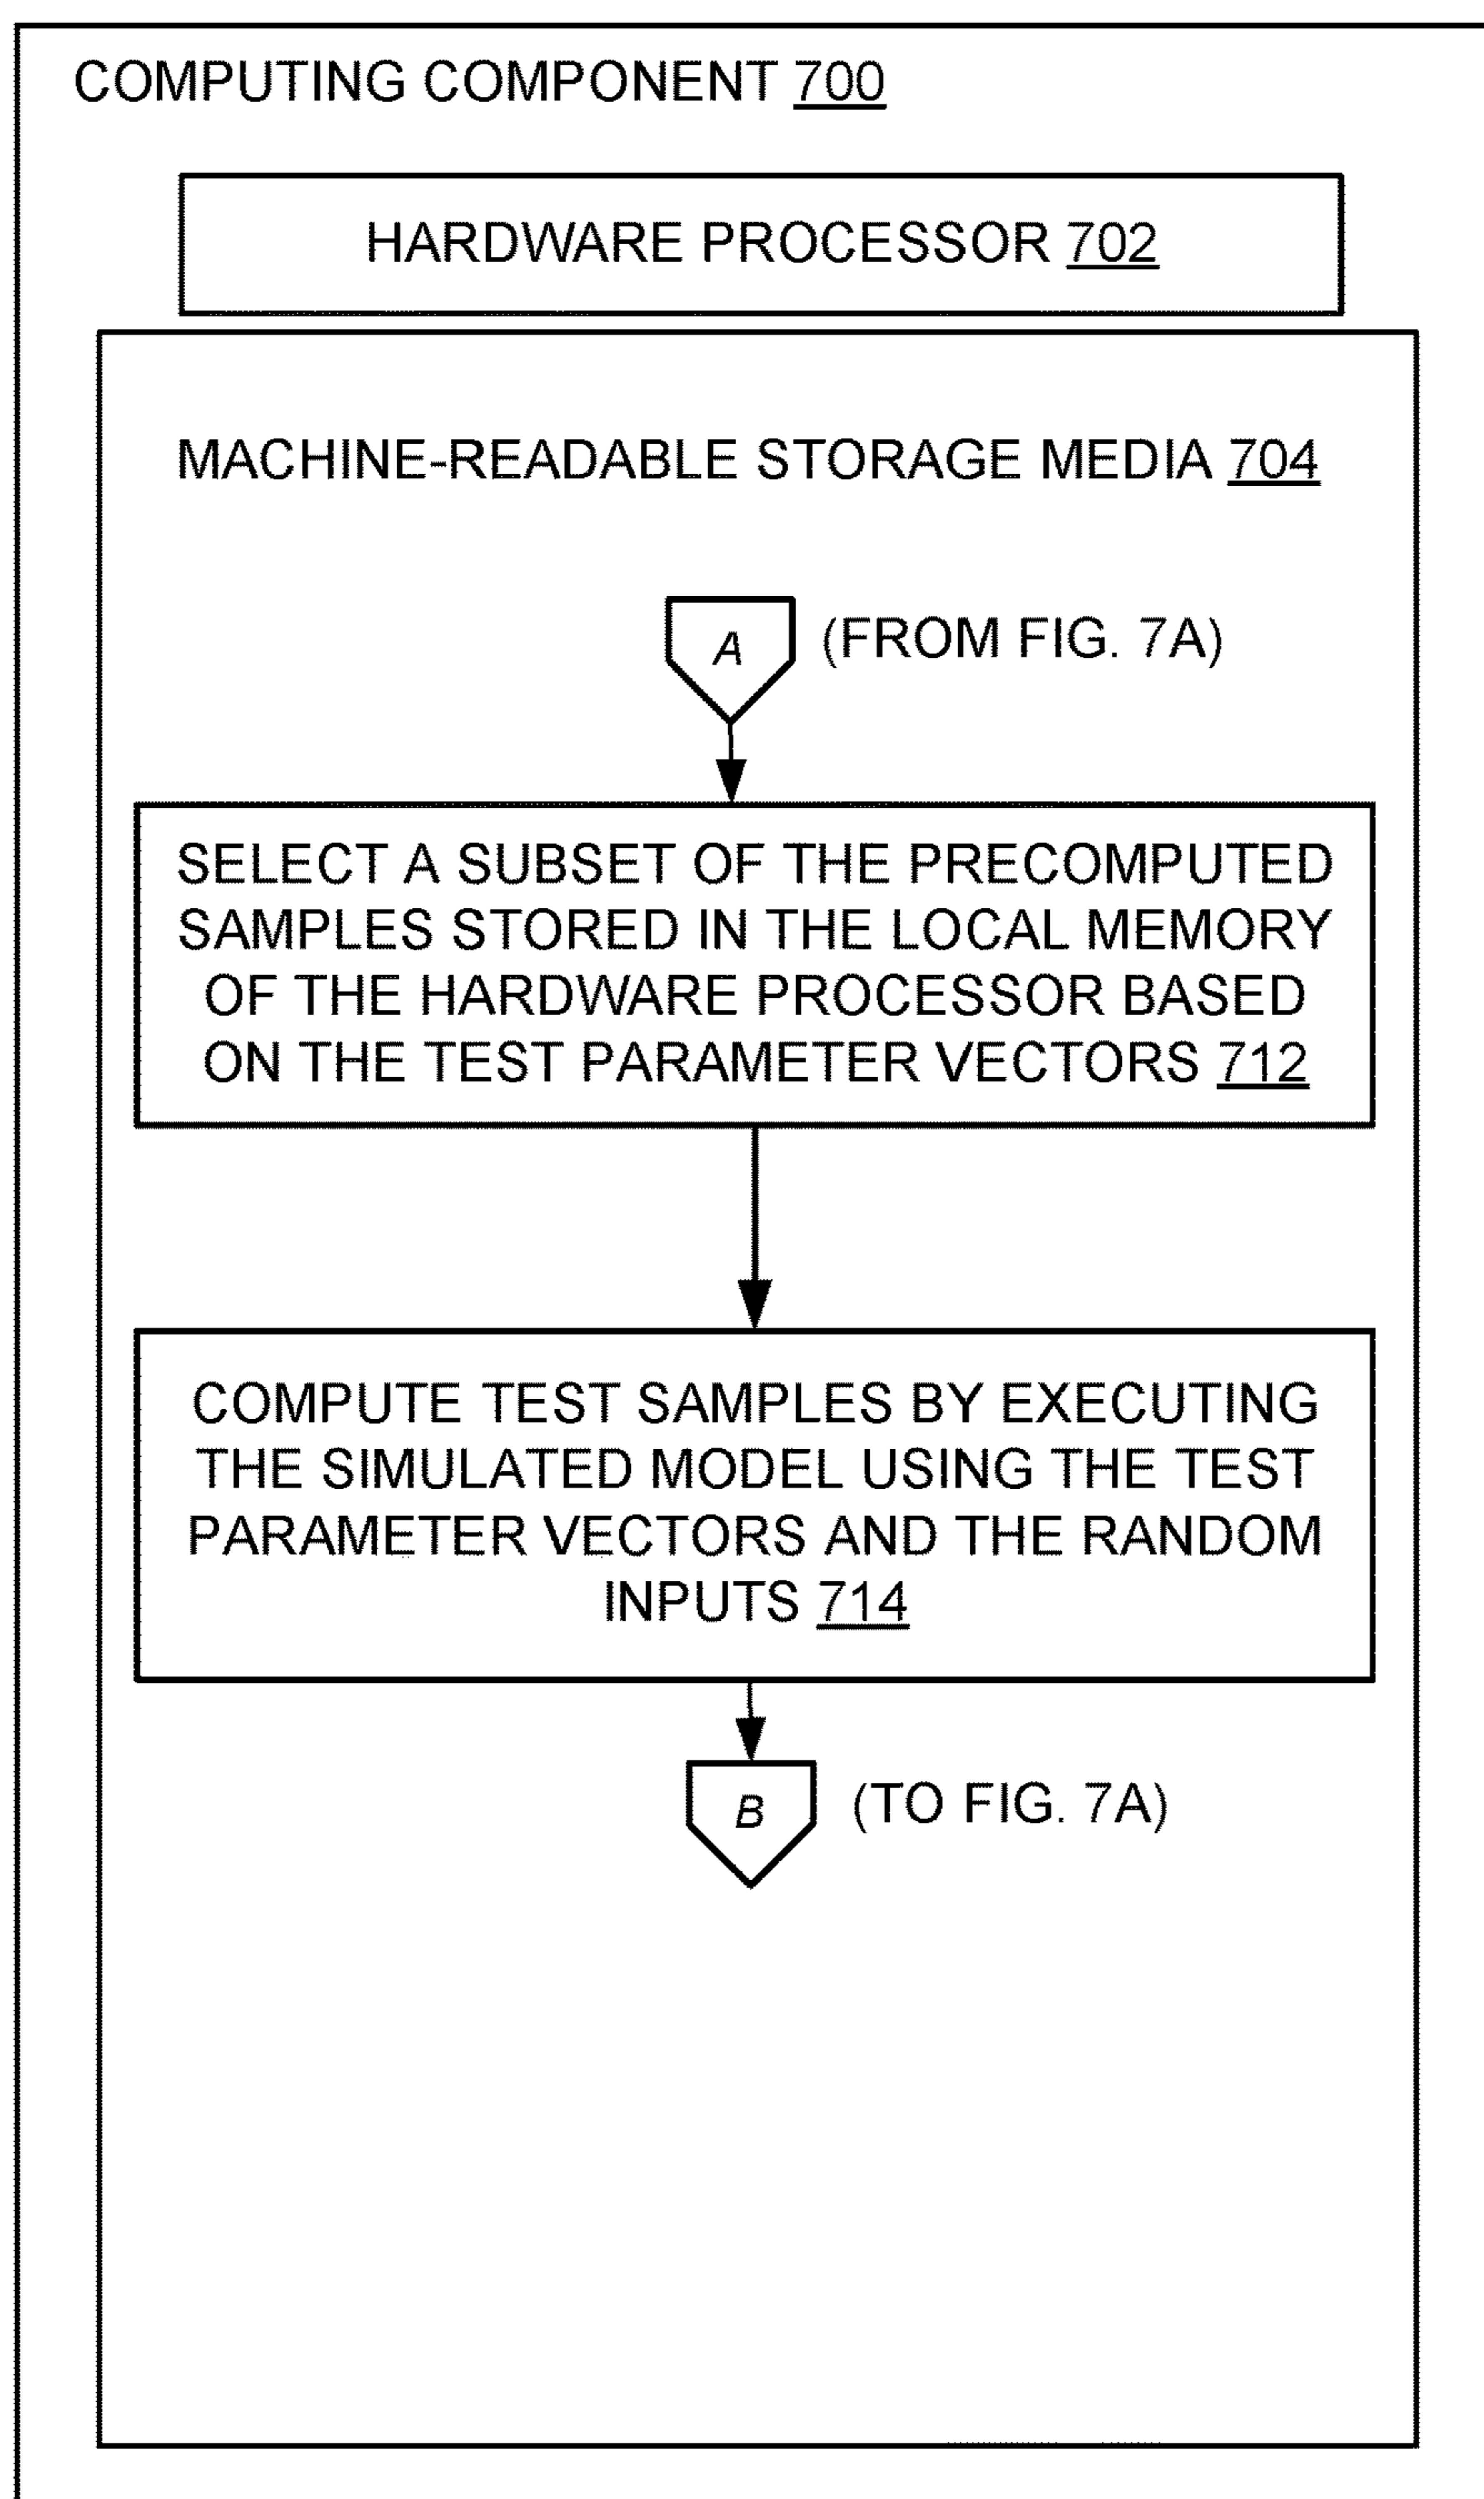 COMPUTING COMPONENT 700
HARDWARE PROCESSOR 702
MACHINE-READABLE STORAGE MEDIA 704
A (FROM FIG. 7A)
SELECT A SUBSET OF THE PRECOMPUTED
SAMPLES STORED IN THE LOCAL MEMORY
OF THE HARDWARE PROCESSOR BASED
ON THE TEST PARAMETER VECTORS 712
COMPUTE TEST SAMPLES BY EXECUTING
THE SIMULATED MODEL USING THE TEST
PARAMETER VECTORS AND THE RANDOM
INPUTS 714
B (TO FIG. 7A)